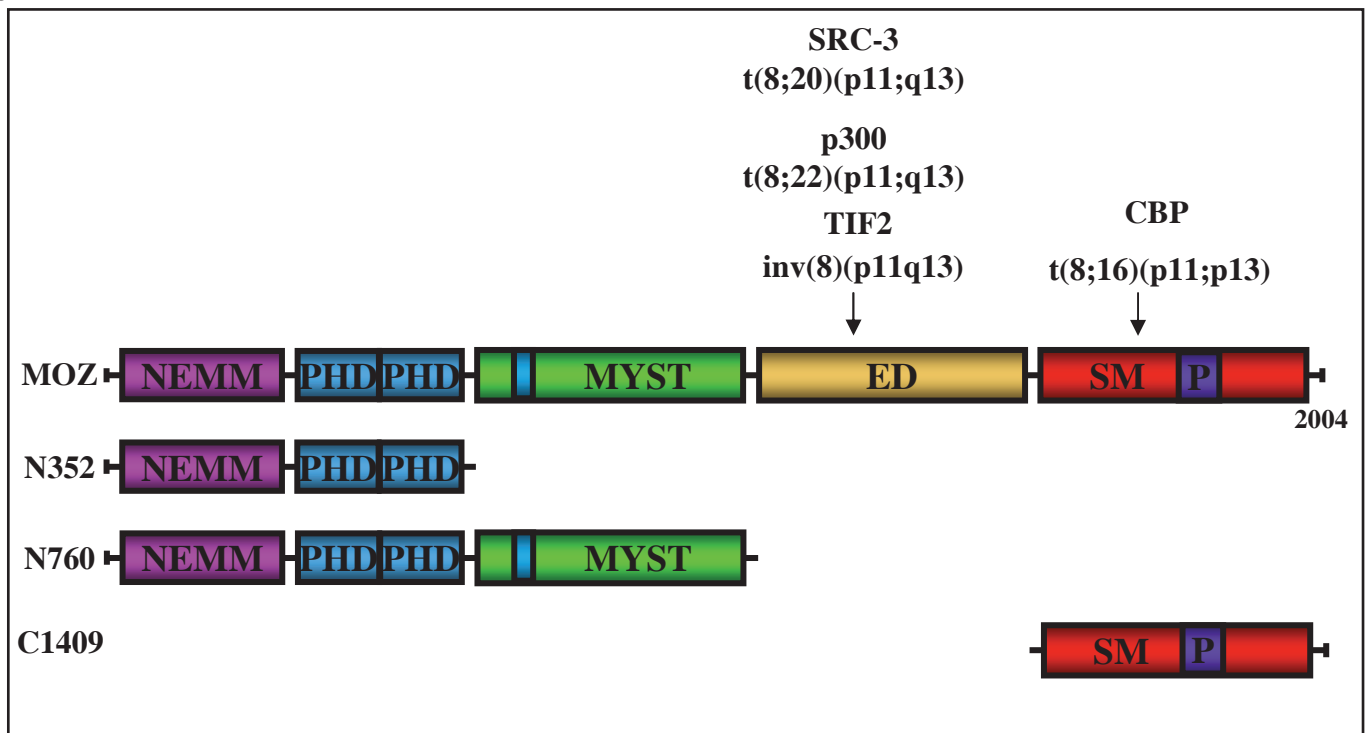 SRC-3
t(8;20)(p11;q13)
p300
t(8;22)(p11;q13)
TIF2
inv(8)(p11q13)
CBP
t(8;16)(p11;p13)
MOZ NEMM PHD PHD MYST ED SM P
2004
N352 NEMM PHD PHD
N760 NEMM PHD PHD MYST
C1409 SM P